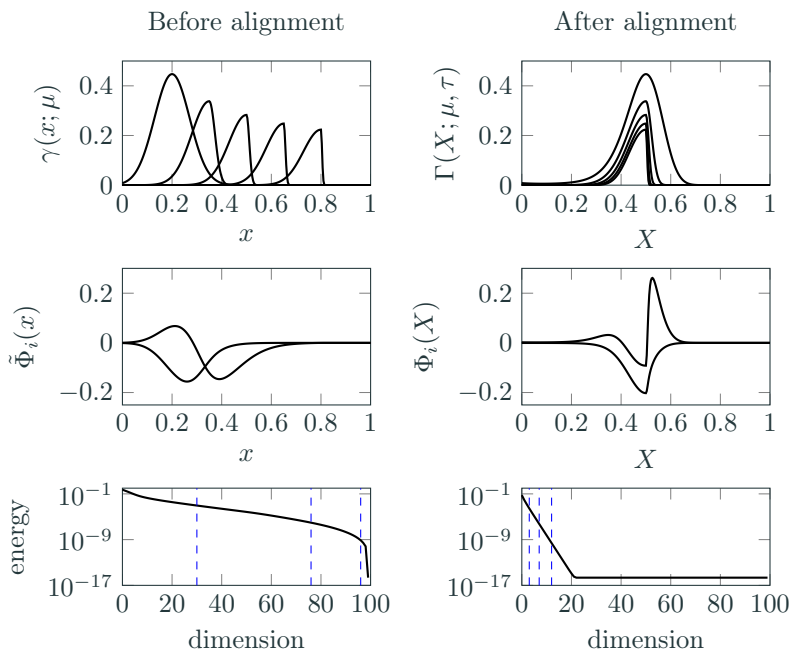 Before alignment
After alignment
γ(x; μ)
0.4
0.2
0
0 0.2 0.4 0.6 0.8 1
x
Γ(X; μ, τ)
0.4
0.2
0
0 0.2 0.4 0.6 0.8 1
X
Φ̃ᵢ(x)
0.2
0
−0.2
0 0.2 0.4 0.6 0.8 1
x
Φᵢ(X)
0.2
0
−0.2
0 0.2 0.4 0.6 0.8 1
X
energy
10⁻¹
10⁻⁹
10⁻¹⁷
0 20 40 60 80 100
dimension
10⁻¹
10⁻⁹
10⁻¹⁷
0 20 40 60 80 100
dimension